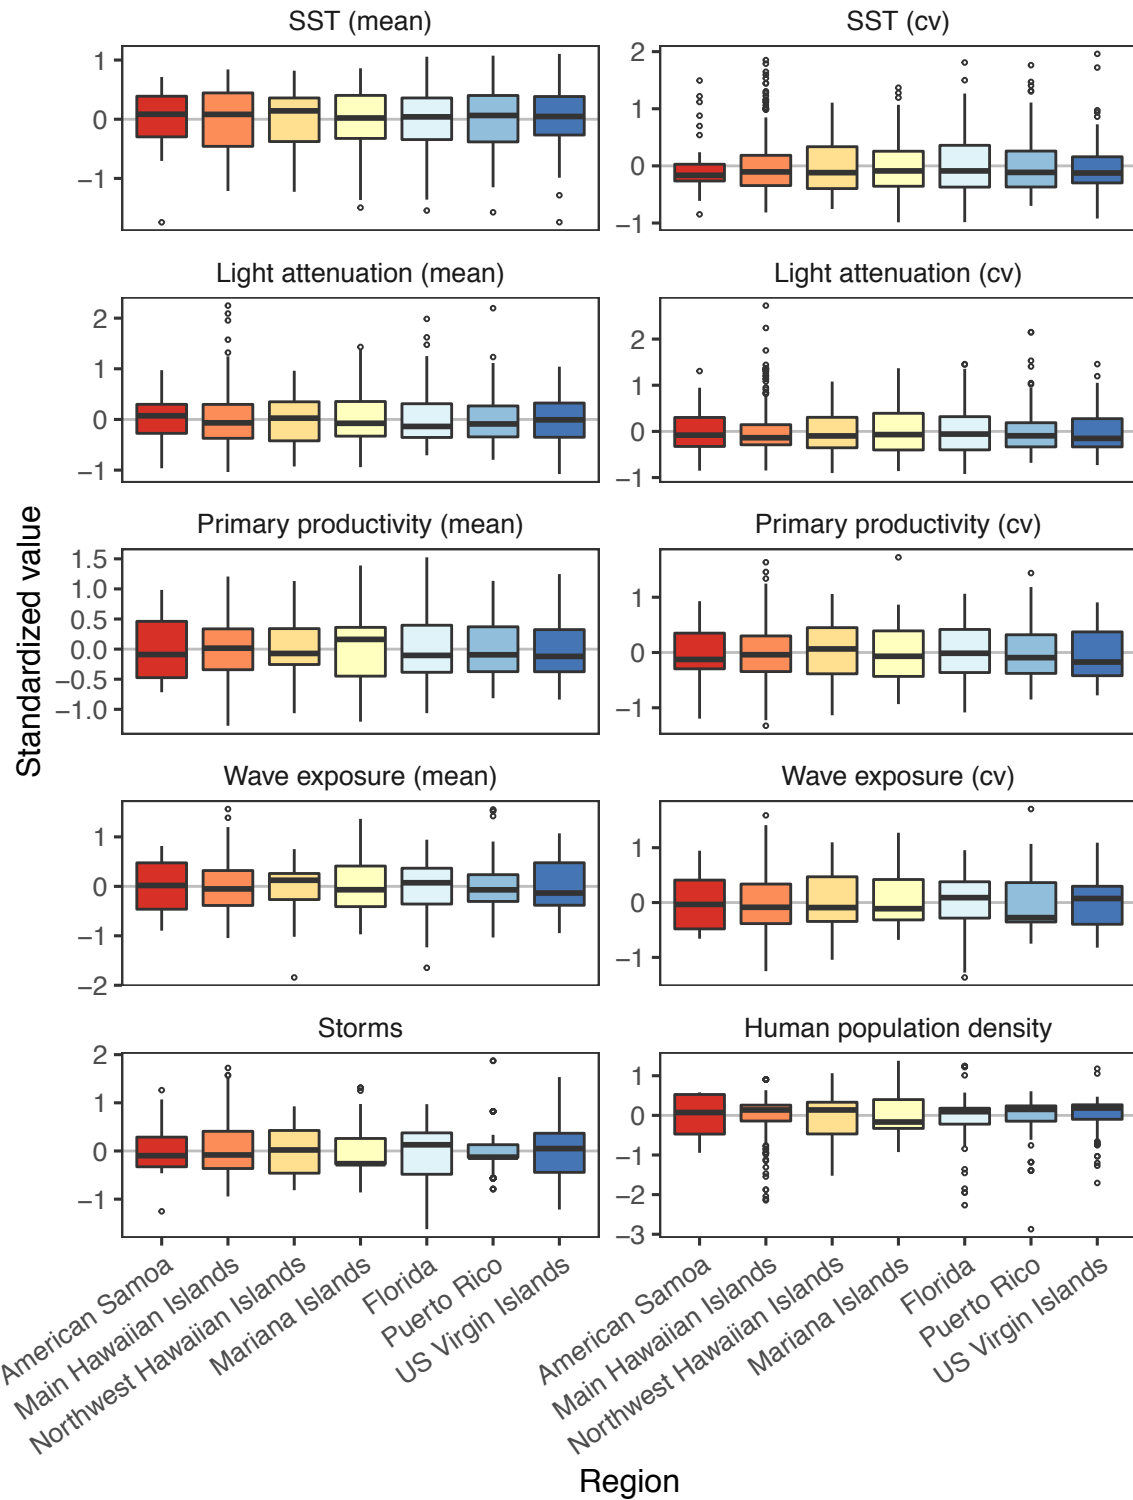 SST (mean)
SST (cv)
1
0
−1
2
1
0
−1
Light attenuation (mean)
Light attenuation (cv)
2
1
0
−1
2
1
0
−1
Primary productivity (mean)
Primary productivity (cv)
1.5
1.0
0.5
0.0
−0.5
−1.0
1
0
−1
Wave exposure (mean)
Wave exposure (cv)
1
0
−1
−2
1
0
−1
Storms
Human population density
2
1
0
−1
1
0
−1
−2
−3
Standardized value
American Samoa
Main Hawaiian Islands
Northwest Hawaiian Islands
Mariana Islands
Florida
Puerto Rico
US Virgin Islands
American Samoa
Main Hawaiian Islands
Northwest Hawaiian Islands
Mariana Islands
Florida
Puerto Rico
US Virgin Islands
Region